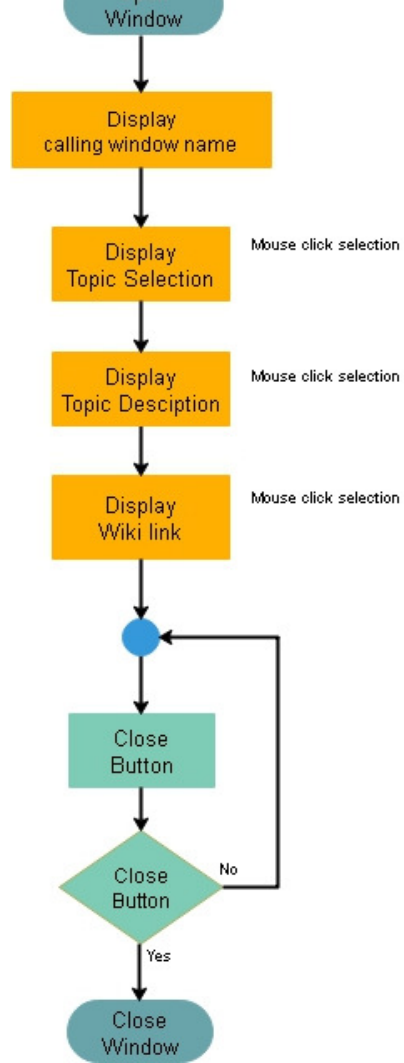 Window
Display
calling window name
Display
Topic Selection
Mouse click selection
Display
Topic Desciption
Mouse click selection
Display
Wiki link
Mouse click selection
Close
Button
Close
Button
No
Yes
Close
Window